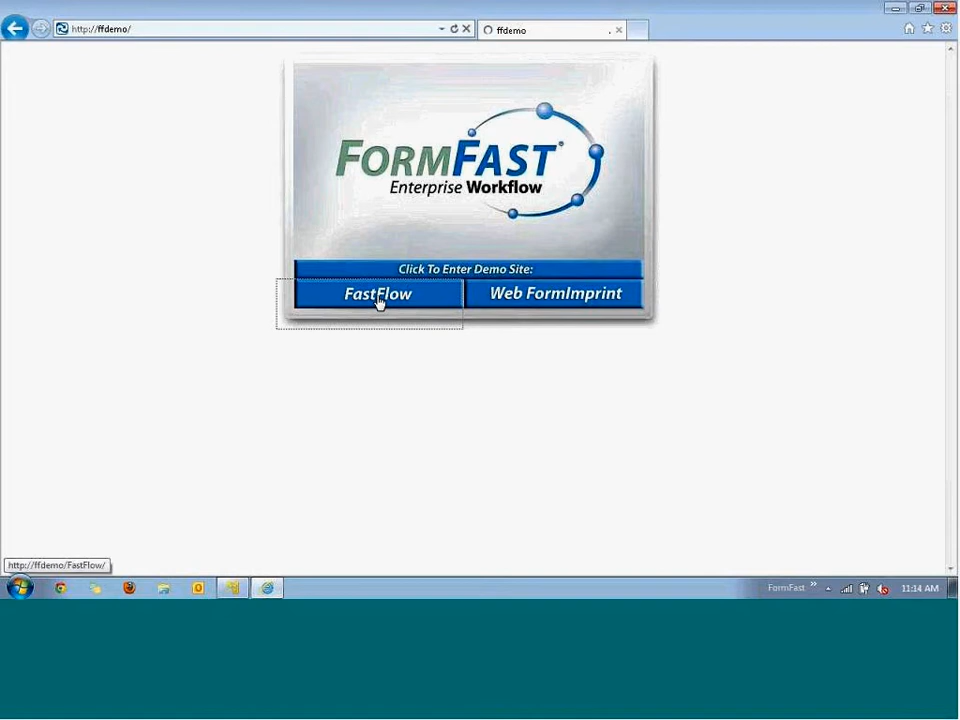 http://ffdemo/
ffdemo
FORMFAST®
Enterprise Workflow
Click To Enter Demo Site:
FastFlow
Web FormImprint
http://ffdemo/FastFlow/
FormFast
11:14 AM